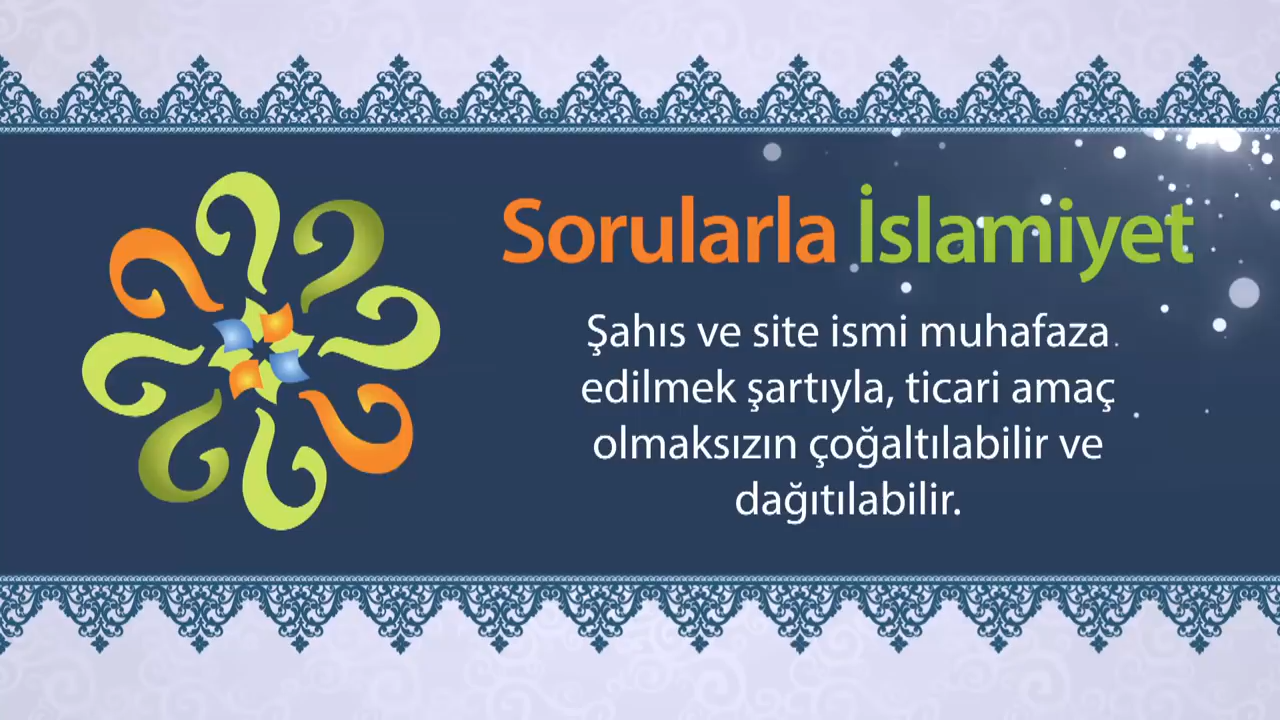 Sorularla İslamiyet
Şahıs ve site ismi muhafaza
edilmek şartıyla, ticari amaç
olmaksızın çoğaltılabilir ve
dağıtılabilir.